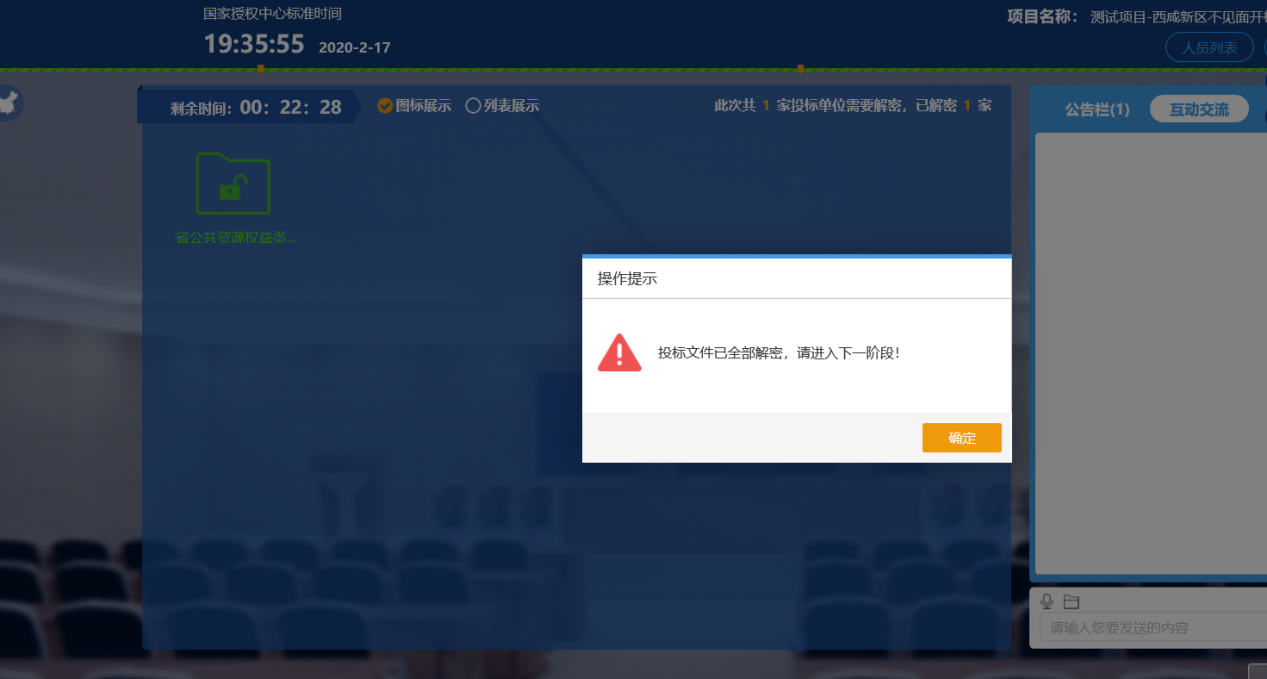 国家授权中心标准时间
19:35:55 2020-2-17
项目名称： 测试项目-西咸新区不见面开
人员列表
剩余时间：00：22：28
图标展示 列表展示
此次共 1 家投标单位需要解密，已解密 1 家
公告栏(1) 互动交流
省公共资源权益类...
操作提示
投标文件已全部解密，请进入下一阶段！
确定
请输入您要发送的内容